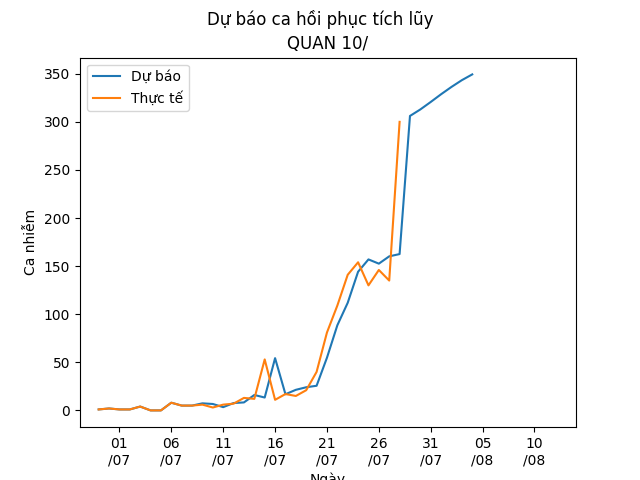 Dự báo ca hồi phục tích lũy
QUAN 10/
Dự báo
Thực tế
Ca nhiễm
350
300
250
200
150
100
50
0
01 06 11 16 21 26 31 05 10
/07 /07 /07 /07 /07 /07 /07 /08 /08
Ngày